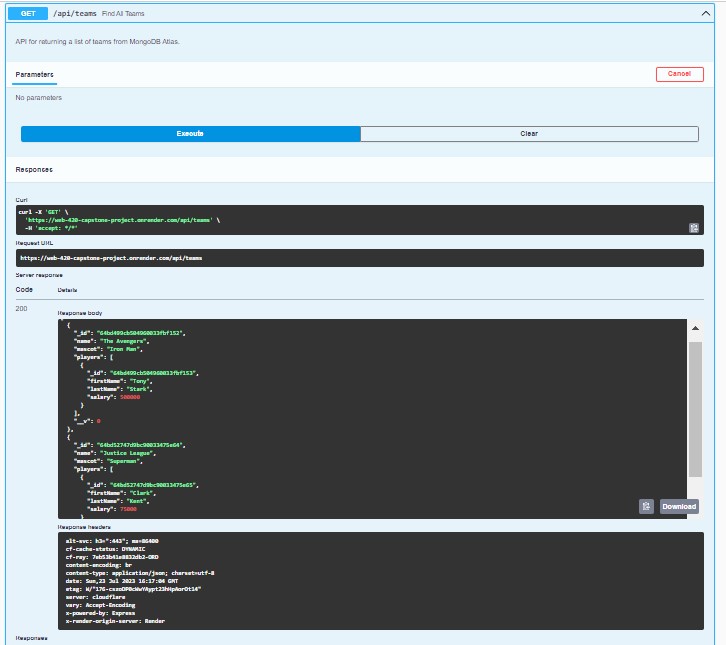 GET /api/teams Find All Teams
API for returning a list of teams from MongoDB Atlas.
Parameters
Cancel
No parameters
Execute
Clear
Responses
Curl
curl -X 'GET' \
'https://web-420-capstone-project.onrender.com/api/teams' \
-H 'accept: */*'
Request URL
https://web-420-capstone-project.onrender.com/api/teams
Server response
Code Details
200
Response body
{
"_id": "64bd499cb504960033fbf152",
"name": "The Avengers",
"mascot": "Iron Man",
"players": [
{
"_id": "64bd499cb504960033fbf153",
"firstName": "Tony",
"lastName": "Stark",
"salary": 500000
}
],
"__v": 0
},
{
"_id": "64bd52747d9bc90033475e64",
"name": "Justice League",
"mascot": "Superman",
"players": [
{
"_id": "64bd52747d9bc90033475e65",
"firstName": "Clark",
"lastName": "Kent",
"salary": 75000
}
Download
Response headers
alt-svc: h3=":443"; ma=86400
cf-cache-status: DYNAMIC
cf-ray: 7eb53b41e8832db2-ORD
content-encoding: br
content-type: application/json; charset=utf-8
date: Sun,23 Jul 2023 16:17:04 GMT
server: cloudflare
vary: Accept-Encoding
x-powered-by: Express
x-render-origin-server: Render
Responses